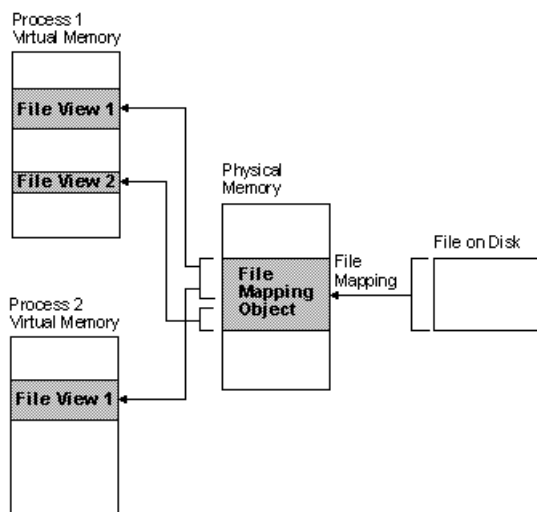 Process 1
Virtual Memory
File View 1
File View 2
Physical
Memory
File
Mapping
Object
File
Mapping
File on Disk
Process 2
Virtual Memory
File View 1